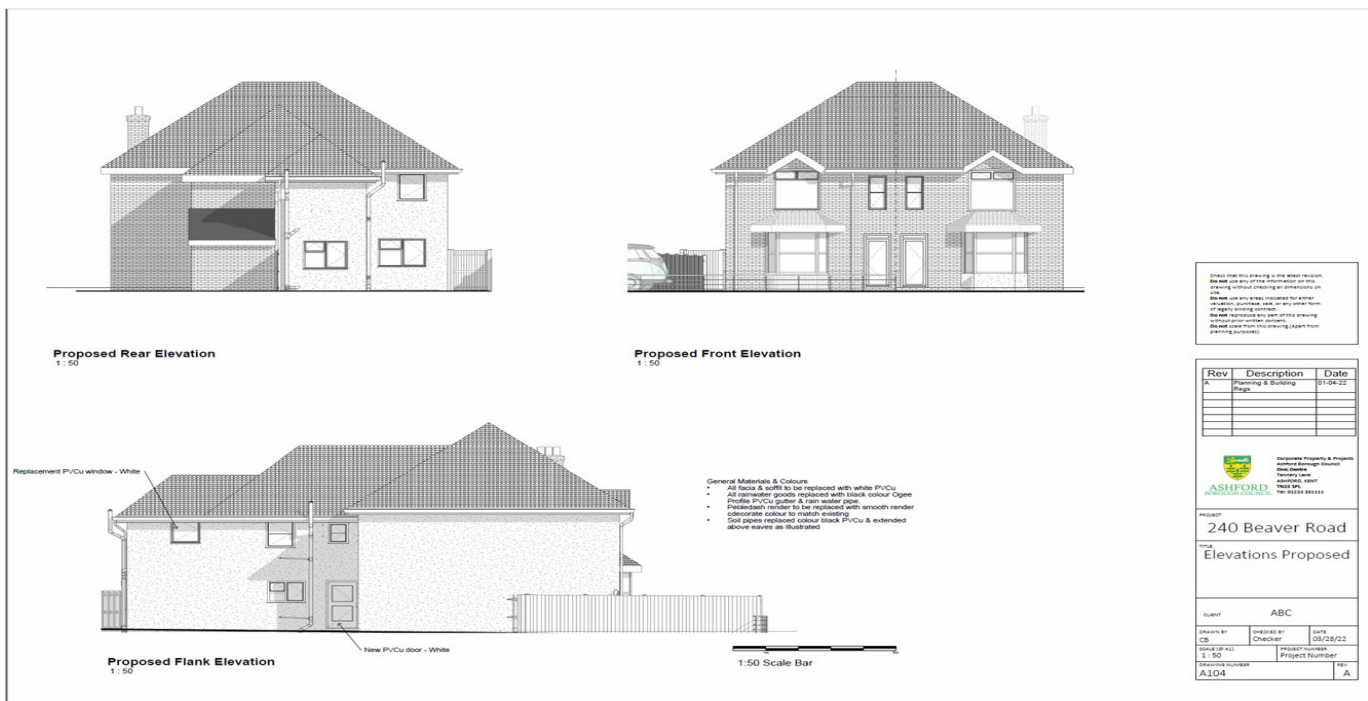 Proposed Rear Elevation
1 : 50
Proposed Front Elevation
1 : 50
Replacement PVCu window - White
New PVCu door - White
Proposed Flank Elevation
1 : 50
General Materials & Colours
• All facia & soffit to be replaced with white PVCu
• All rainwater goods replaced with black colour Ogee
Profile PVCu gutter & rain water pipe.
• Pebbledash render to be replaced with smooth render
cdecorate colour to match existing
• Soil pipes replaced colour black PVCu & extended
above eaves as illustrated
1:50 Scale Bar
Check that this drawing is the latest revision.
Do not use any of the information on this
drawing without checking all dimensions on
site.
Do not use any areas indicated for either
valuation, purchase, sale, or any other form
of legally binding contract.
Do not reproduce any part of this drawing
without prior written consent.
Do not scale from this drawing (Apart from
planning purposes).
Rev Description Date
A Planning & Building 01-04-22
Regs
ASHFORD
BOROUGH COUNCIL
Corporate Property & Projects
Ashford Borough Council
Civic Centre
Tannery Lane
ASHFORD, KENT
TN23 1PL
Tel: 01233 331111
PROJECT
240 Beaver Road
TITLE
Elevations Proposed
CLIENT ABC
DRAWN BY CHECKED BY DATE
CB Checker 03/28/22
SCALE (@ A1) PROJECT NUMBER
1 : 50 Project Number
DRAWING NUMBER REV
A104 A